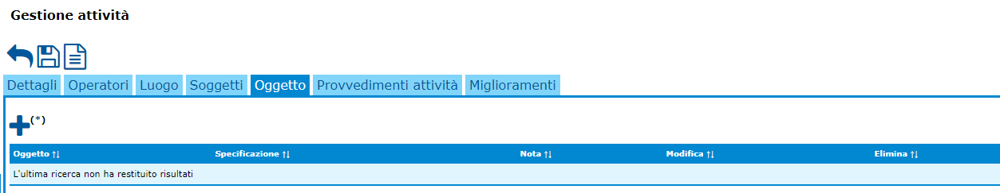 Gestione attività
Dettagli Operatori Luogo Soggetti Oggetto Provvedimenti attività Miglioramenti
(*)
Oggetto Specificazione Nota Modifica Elimina
L'ultima ricerca non ha restituito risultati